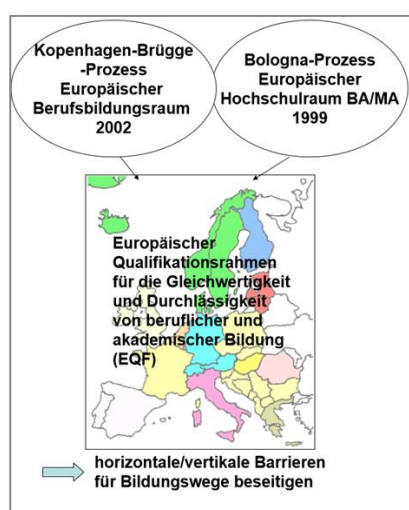 Kopenhagen-Brügge
-Prozess
Europäischer
Berufsbildungsraum
2002
Bologna-Prozess
Europäischer
Hochschulraum BA/MA
1999
Europäischer
Qualifikationsrahmen
für die Gleichwertigkeit
und Durchlässigkeit
von beruflicher und
akademischer Bildung
(EQF)
horizontale/vertikale Barrieren
für Bildungswege beseitigen